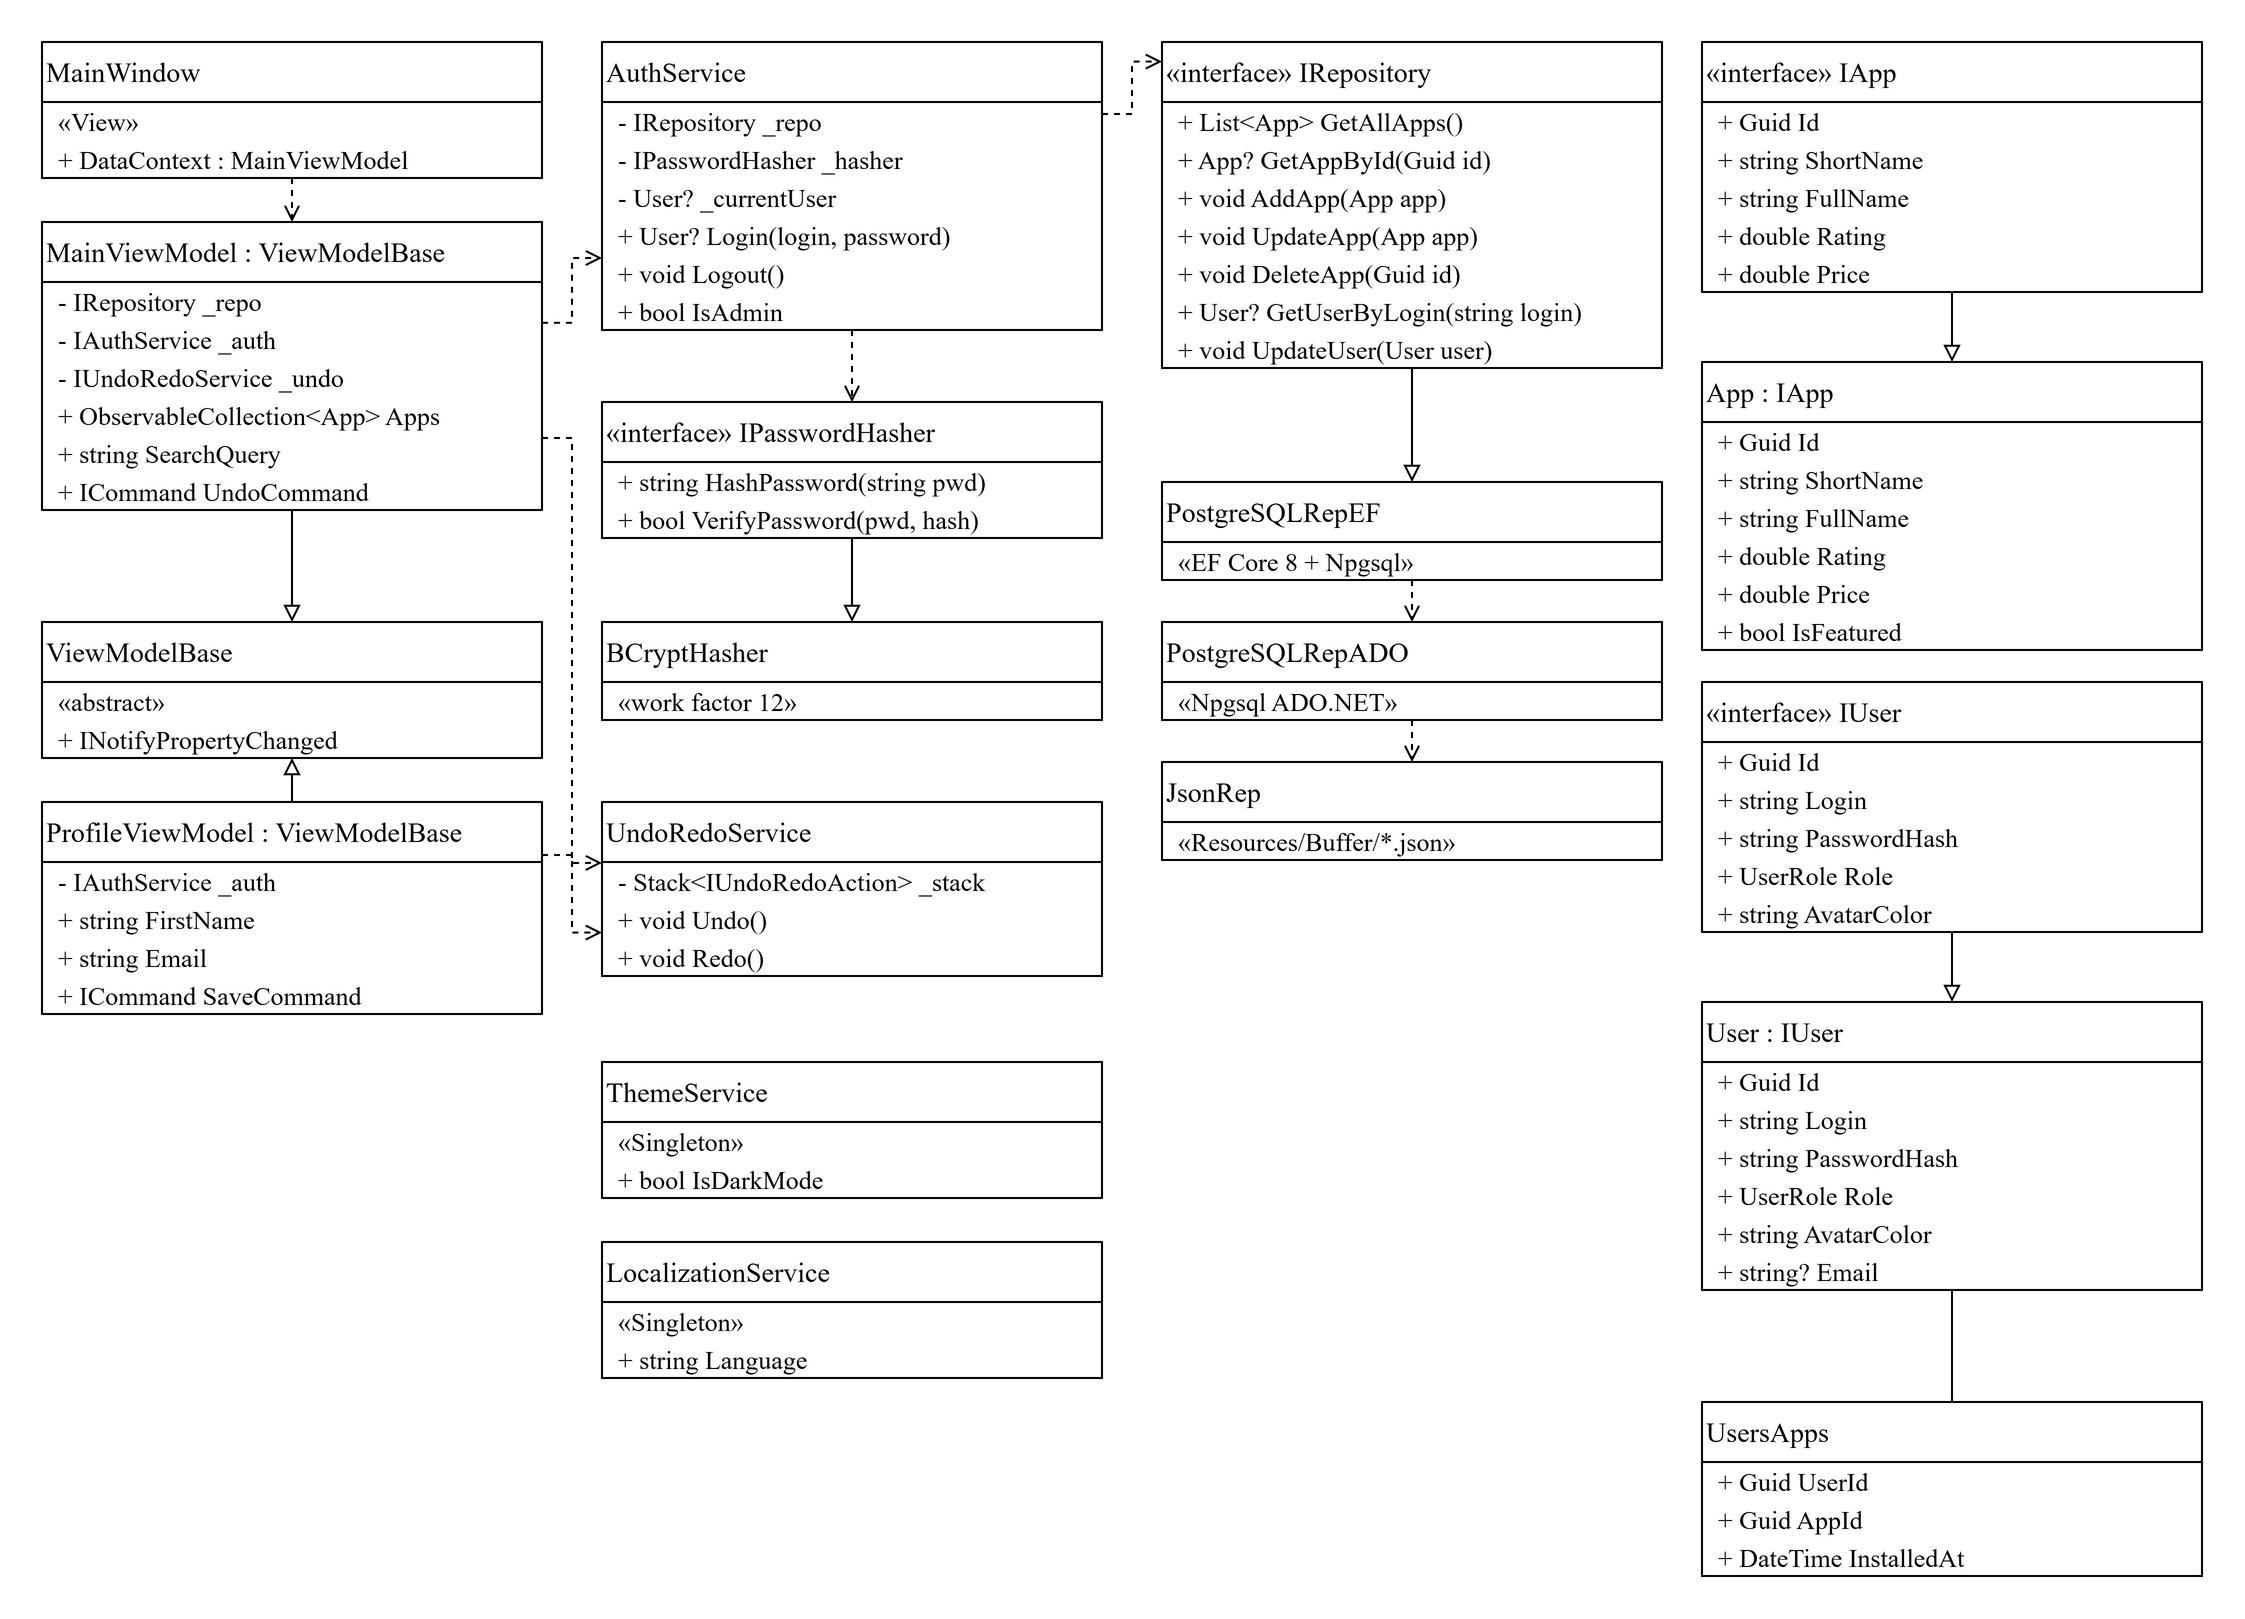 MainWindow
«View»
+ DataContext : MainViewModel
MainViewModel : ViewModelBase
- IRepository _repo
- IAuthService _auth
- IUndoRedoService _undo
+ ObservableCollection<App> Apps
+ string SearchQuery
+ ICommand UndoCommand
ViewModelBase
«abstract»
+ INotifyPropertyChanged
ProfileViewModel : ViewModelBase
- IAuthService _auth
+ string FirstName
+ string Email
+ ICommand SaveCommand
AuthService
- IRepository _repo
- IPasswordHasher _hasher
- User? _currentUser
+ User? Login(login, password)
+ void Logout()
+ bool IsAdmin
«interface» IPasswordHasher
+ string HashPassword(string pwd)
+ bool VerifyPassword(pwd, hash)
BCryptHasher
«work factor 12»
UndoRedoService
- Stack<IUndoRedoAction> _stack
+ void Undo()
+ void Redo()
ThemeService
«Singleton»
+ bool IsDarkMode
LocalizationService
«Singleton»
+ string Language
«interface» IRepository
+ List<App> GetAllApps()
+ App? GetAppById(Guid id)
+ void AddApp(App app)
+ void UpdateApp(App app)
+ void DeleteApp(Guid id)
+ User? GetUserByLogin(string login)
+ void UpdateUser(User user)
PostgreSQLRepEF
«EF Core 8 + Npgsql»
PostgreSQLRepADO
«Npgsql ADO.NET»
JsonRep
«Resources/Buffer/*.json»
«interface» IApp
+ Guid Id
+ string ShortName
+ string FullName
+ double Rating
+ double Price
App : IApp
+ Guid Id
+ string ShortName
+ string FullName
+ double Rating
+ double Price
+ bool IsFeatured
«interface» IUser
+ Guid Id
+ string Login
+ string PasswordHash
+ UserRole Role
+ string AvatarColor
User : IUser
+ Guid Id
+ string Login
+ string PasswordHash
+ UserRole Role
+ string AvatarColor
+ string? Email
UsersApps
+ Guid UserId
+ Guid AppId
+ DateTime InstalledAt